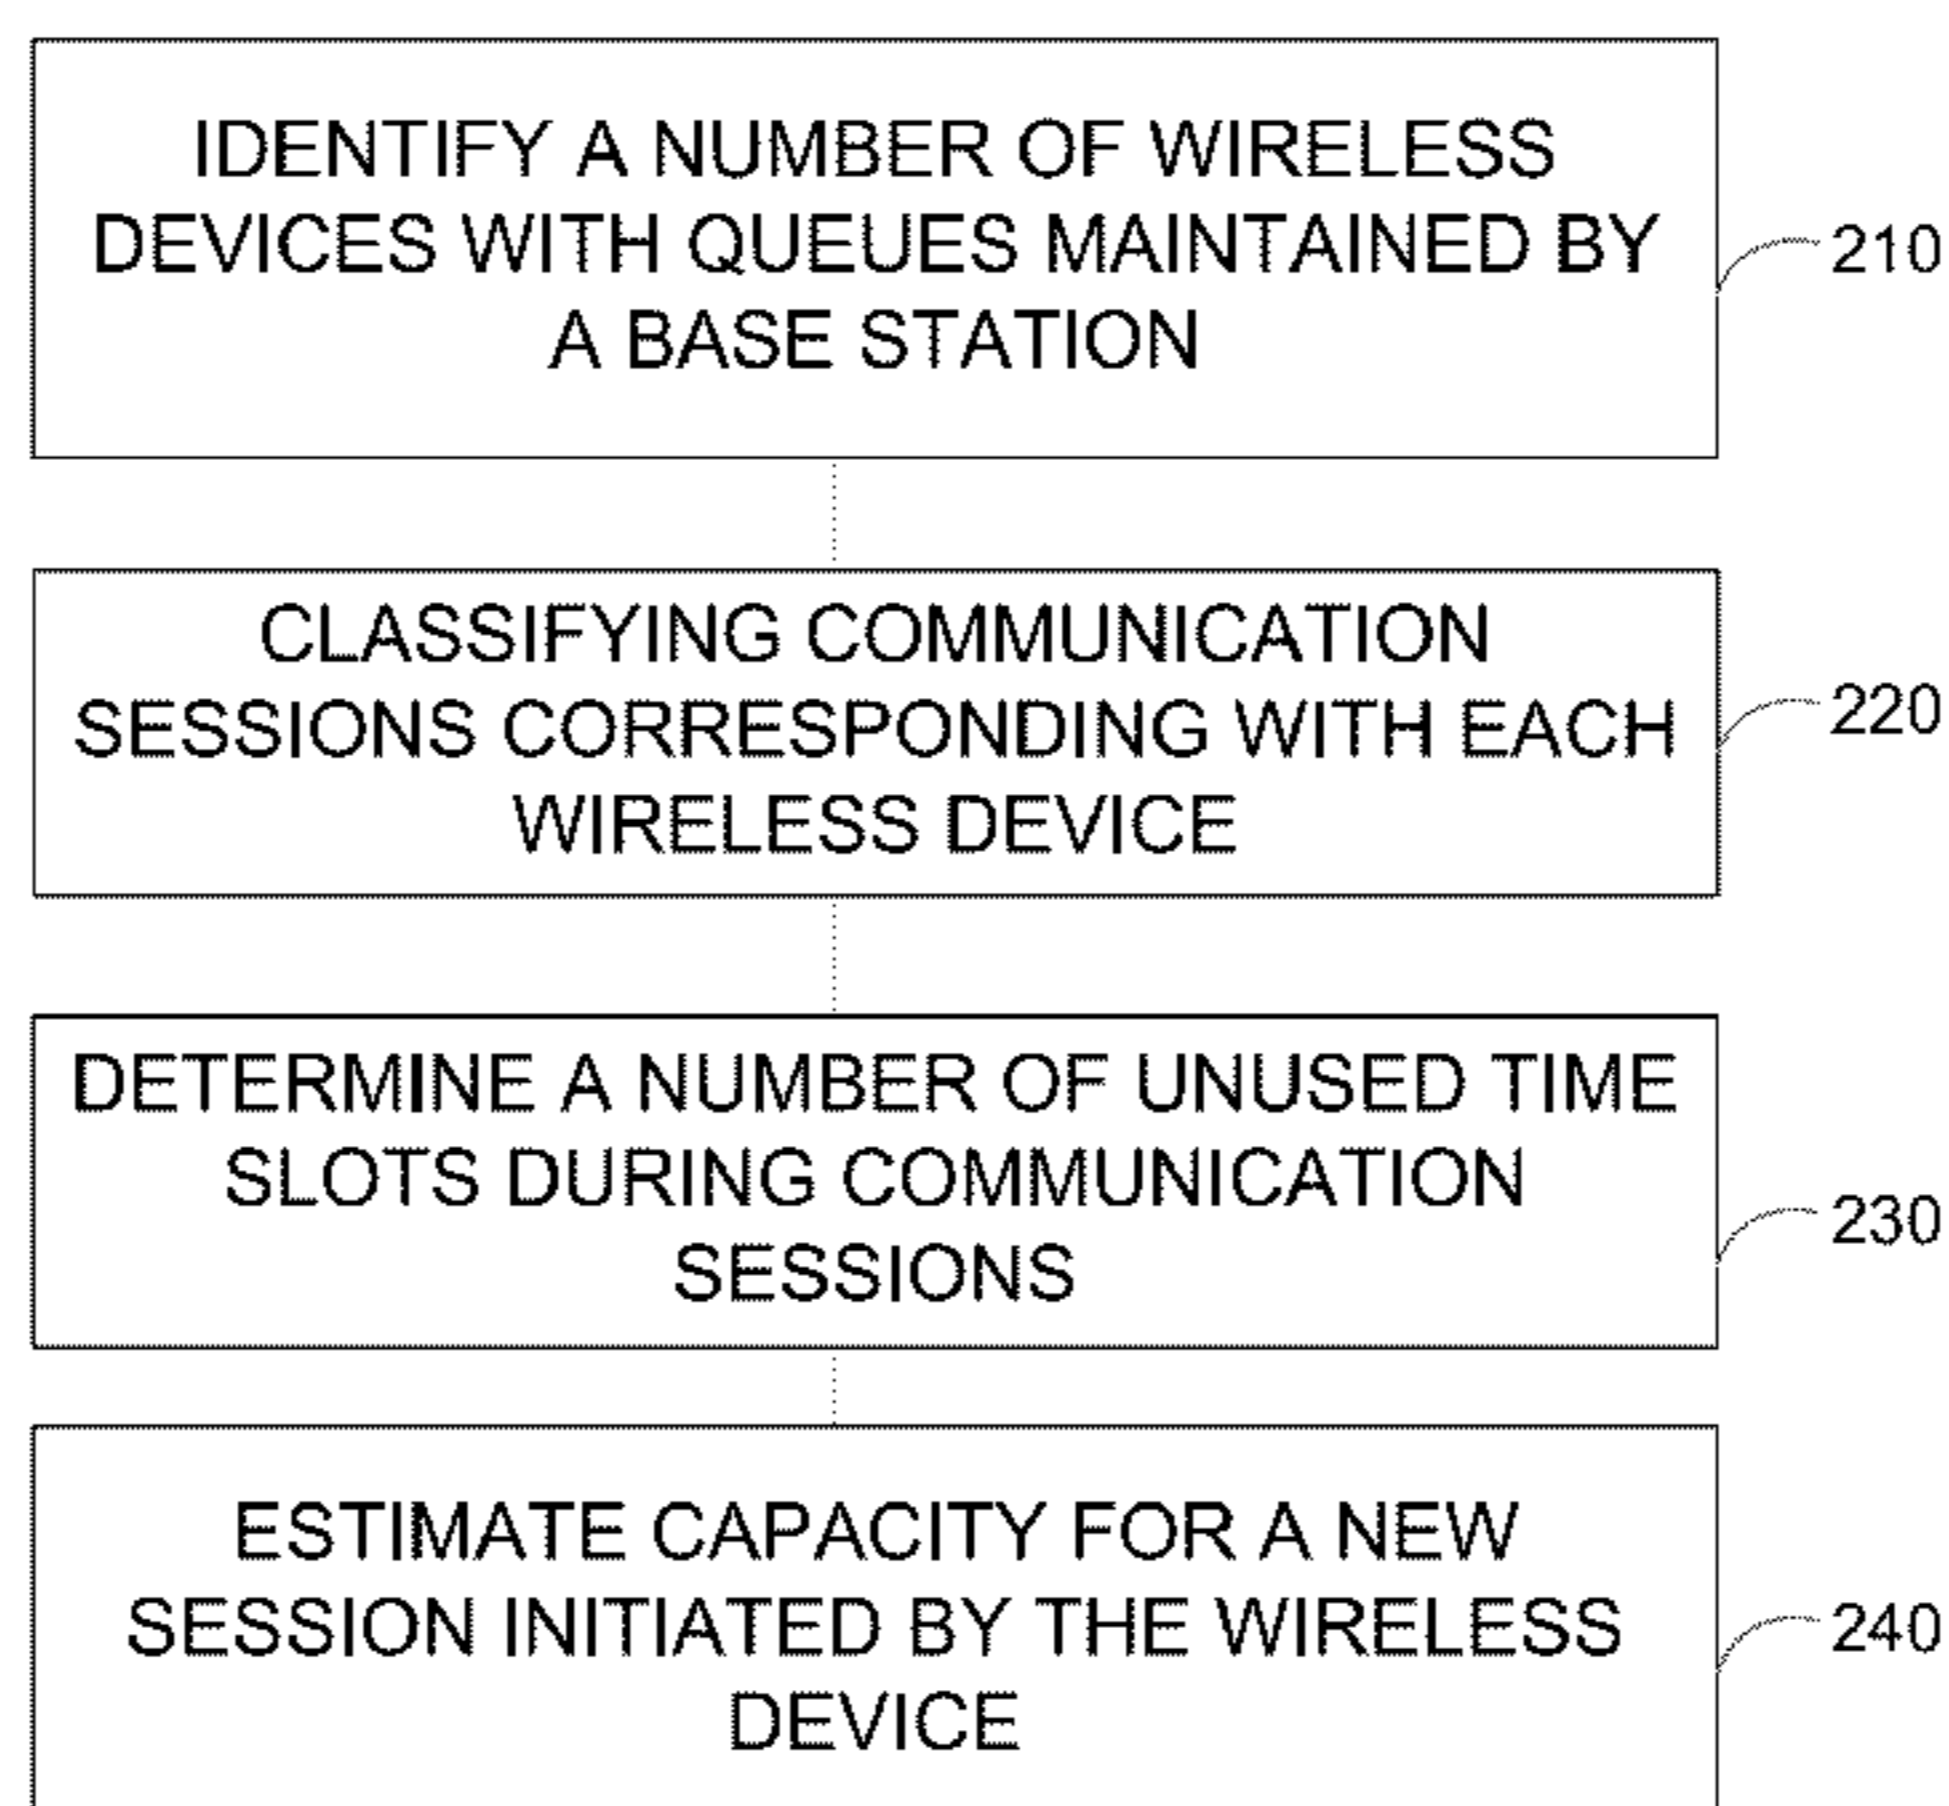 IDENTIFY A NUMBER OF WIRELESS
DEVICES WITH QUEUES MAINTAINED BY
A BASE STATION
210
CLASSIFYING COMMUNICATION
SESSIONS CORRESPONDING WITH EACH
WIRELESS DEVICE
220
DETERMINE A NUMBER OF UNUSED TIME
SLOTS DURING COMMUNICATION
SESSIONS
230
ESTIMATE CAPACITY FOR A NEW
SESSION INITIATED BY THE WIRELESS
DEVICE
240